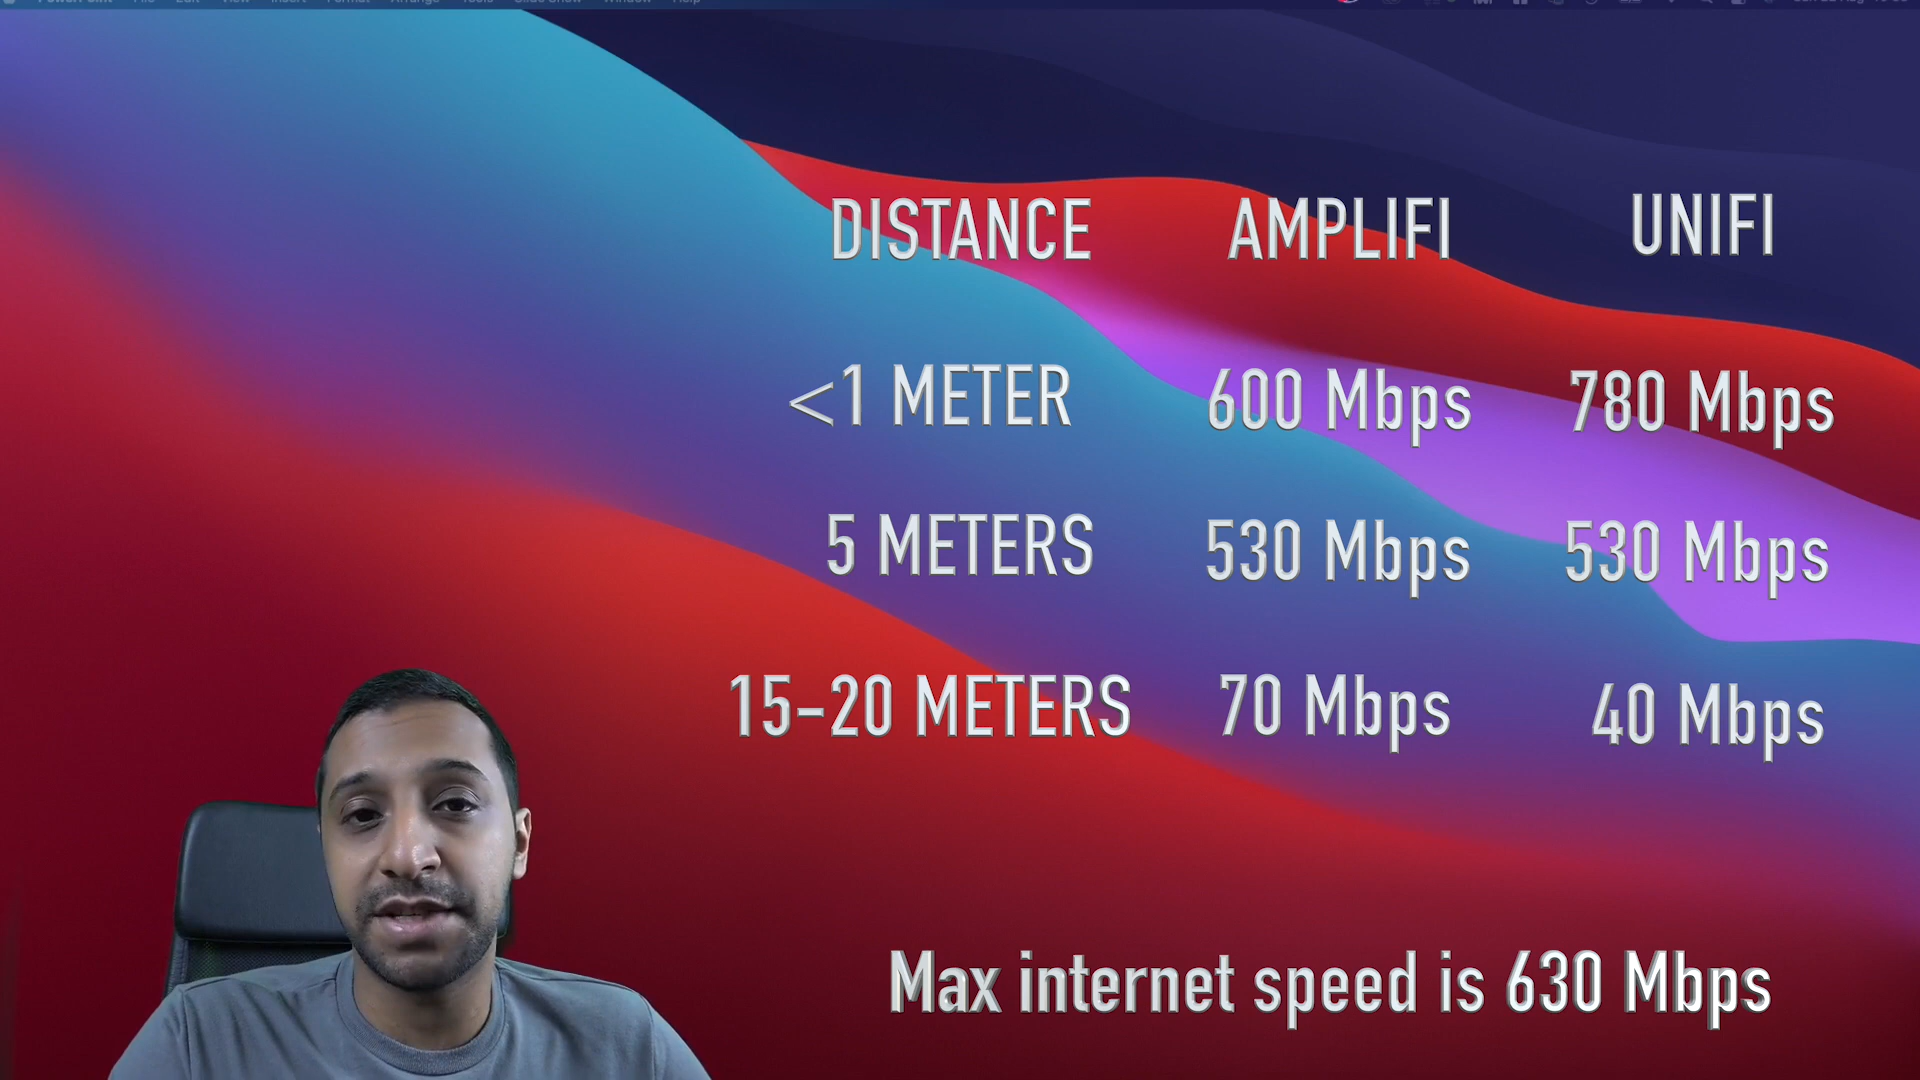 DISTANCE AMPLIFI UNIFI
<1 METER 600 Mbps 780 Mbps
5 METERS 530 Mbps 530 Mbps
15-20 METERS 70 Mbps 40 Mbps
Max internet speed is 630 Mbps